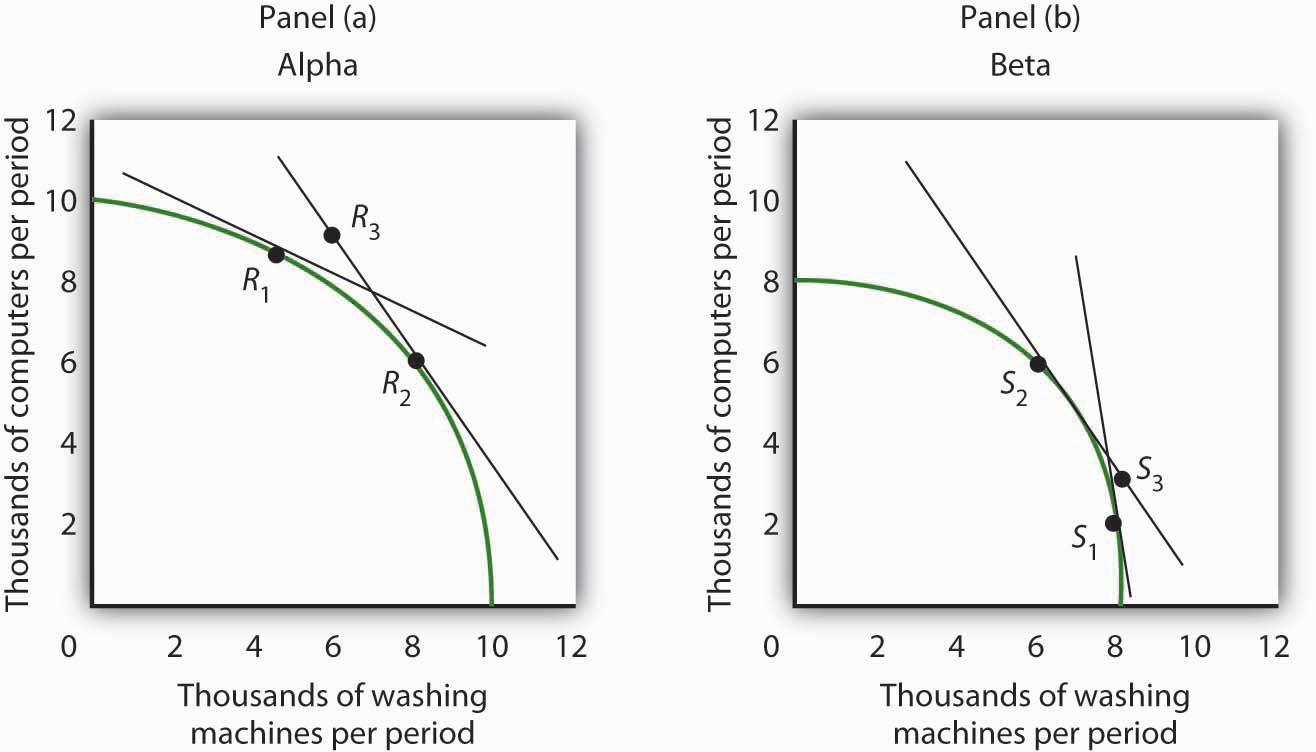 Panel (a)
Alpha
Thousands of computers per period
12
10
8
6
4
2
0
2
4
6
8
10
12
R1
R2
R3
Thousands of washing
machines per period
Panel (b)
Beta
Thousands of computers per period
12
10
8
6
4
2
0
2
4
6
8
10
12
S2
S3
S1
Thousands of washing
machines per period